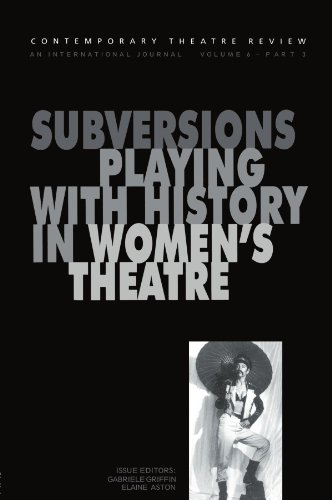 CONTEMPORARY THEATRE REVIEW
AN INTERNATIONAL JOURNAL VOLUME 6 – PART 3
SUBVERSIONS
PLAYING
WITH HISTORY
IN WOMEN'S
THEATRE
ISSUE EDITORS:
GABRIELE GRIFFIN
ELAINE ASTON